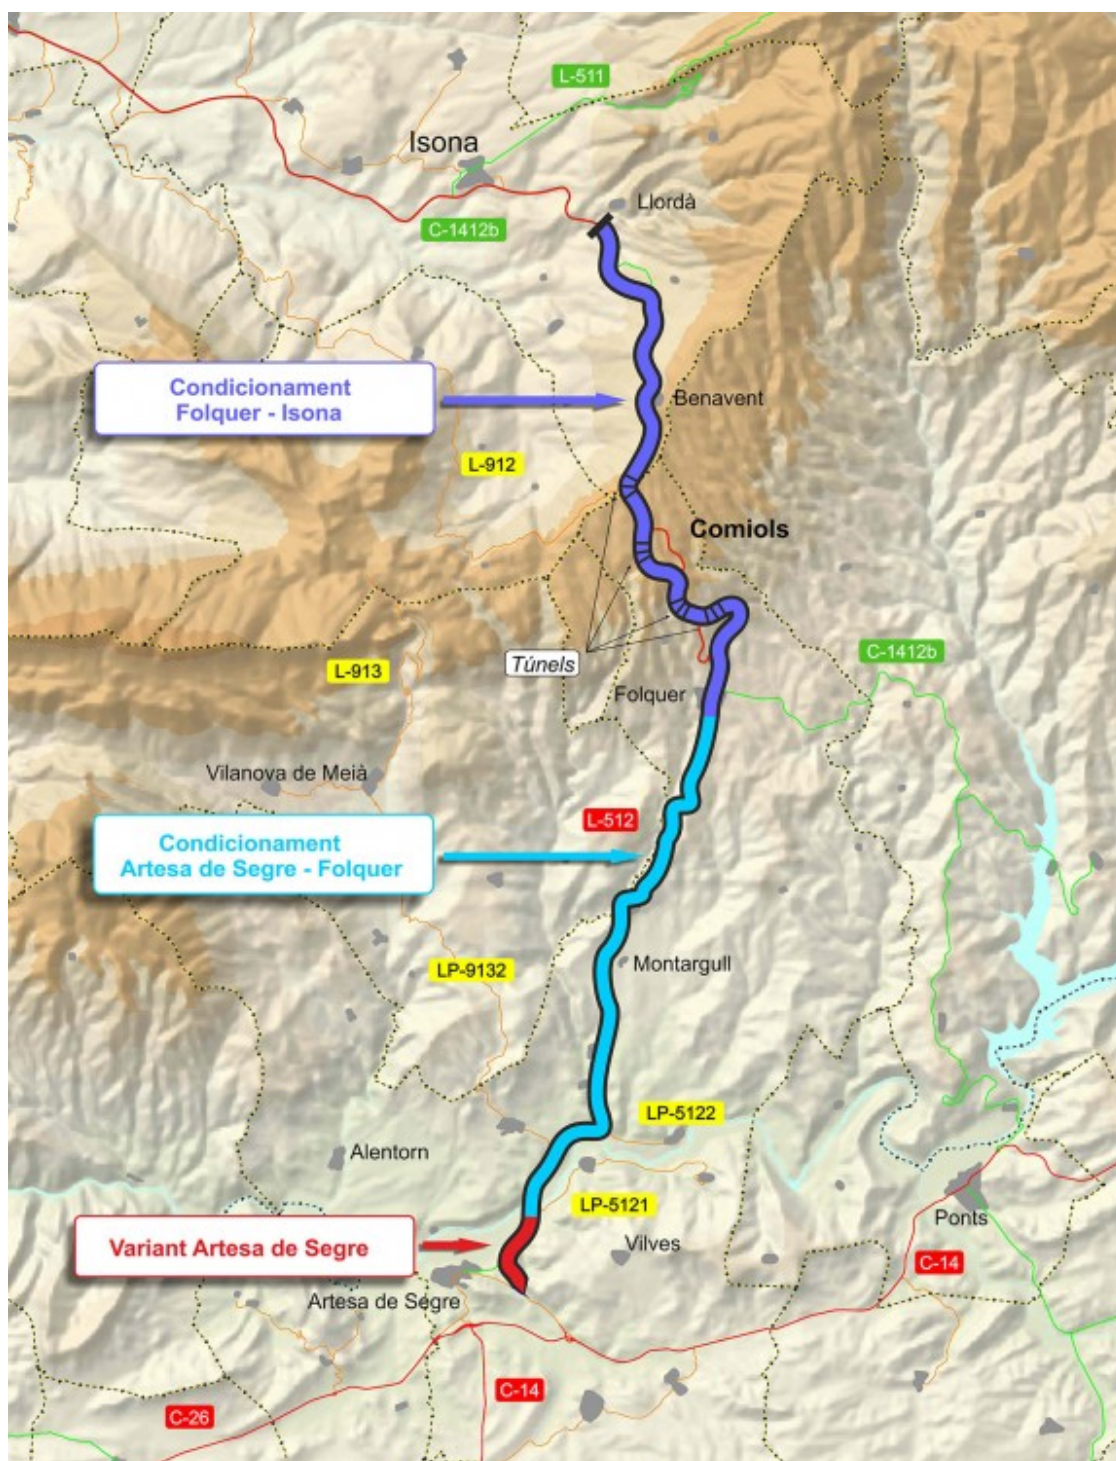 L-511
Isona
Llordà
C-1412b
Condicionament
Folquer - Isona
Benavent
L-912
Comiols
Túnels
C-1412b
L-913
Folquer
Vilanova de Meià
L-512
Condicionament
Artesa de Segre - Folquer
Montargull
LP-9132
LP-5122
Alentorn
LP-5121
Ponts
Variant Artesa de Segre
Vilves
C-14
Artesa de Segre
C-14
C-26